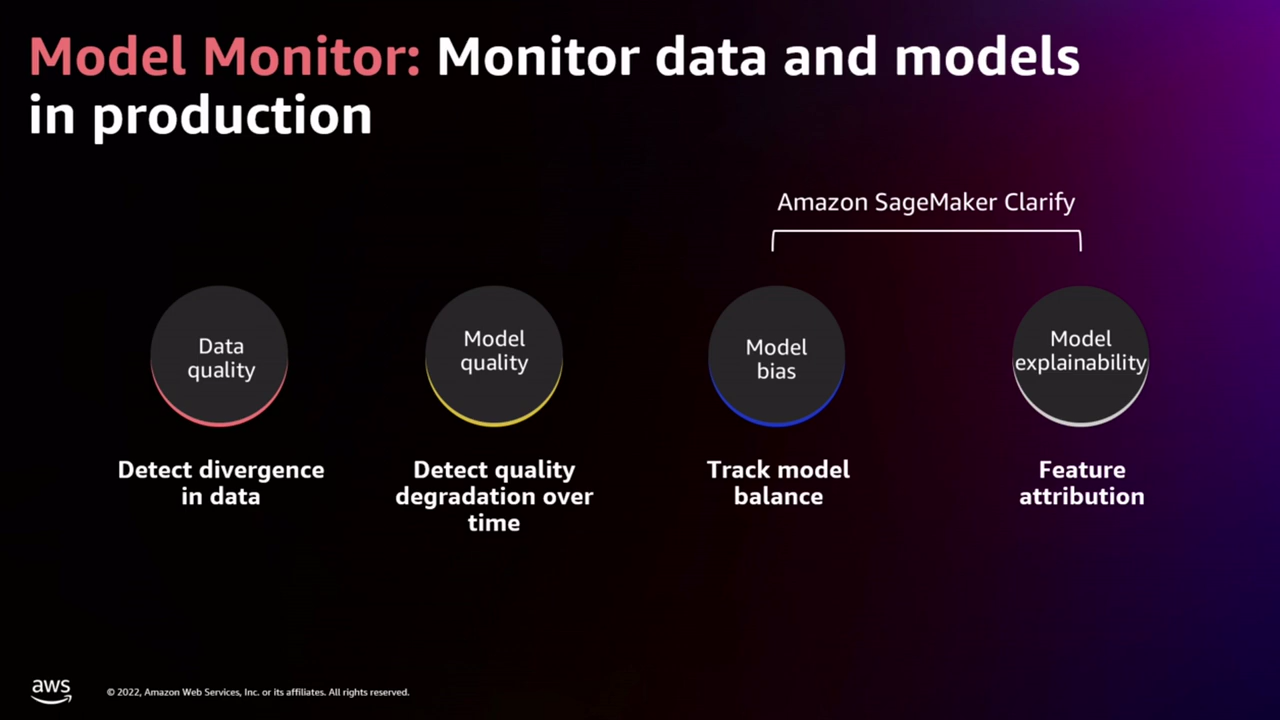 Model Monitor: Monitor data and models
in production
Amazon SageMaker Clarify
Data
quality
Model
quality
Model
bias
Model
explainability
Detect divergence
in data
Detect quality
degradation over
time
Track model
balance
Feature
attribution
aws
© 2022, Amazon Web Services, Inc. or its affiliates. All rights reserved.